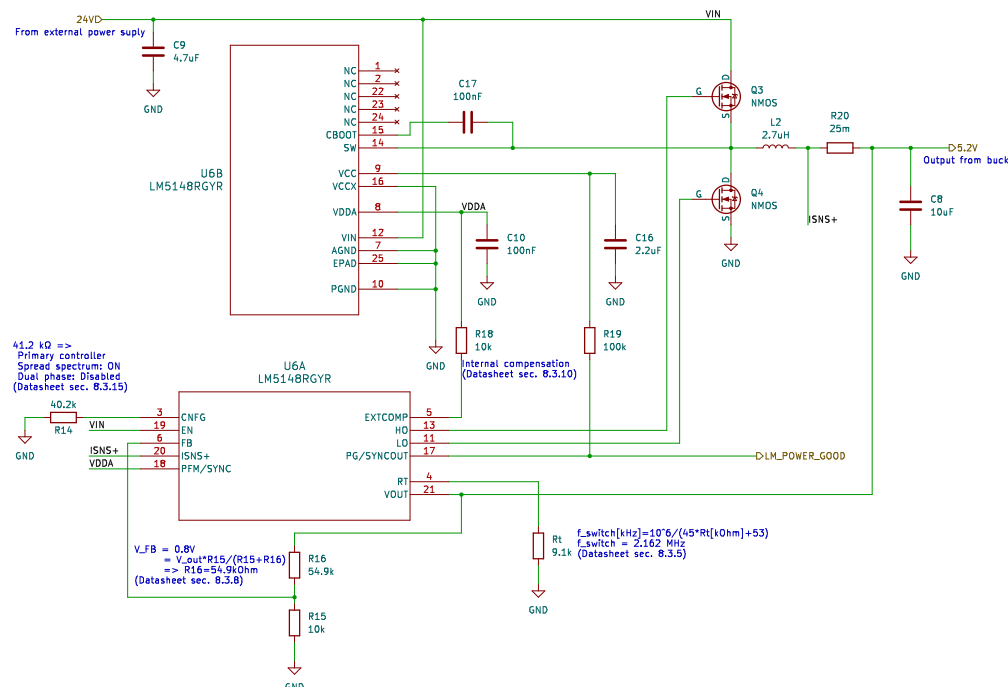 24V
From external power suply
C9
4.7uF
GND
VIN
NC 1
NC 2
NC 22
NC 23
NC 24
CBOOT 15
SW 14
VCC 9
VCCX 16
VDDA 8
VIN 12
AGND 7
EPAD 25
PGND 10
U6B
LM5148RGYR
C17
100nF
D
G
S
Q3
NMOS
D
G
S
Q4
NMOS
GND
L2
2.7uH
R20
25m
ISNS+
5.2V
Output from buck
C8
10uF
GND
VDDA
C10
100nF
GND
C16
2.2uF
GND
GND
R18
10k
R19
100k
Internal compensation
(Datasheet sec. 8.3.10)
41.2 kΩ =>
Primary controller
Spread spectrum: ON
Dual phase: Disabled
(Datasheet sec. 8.3.15)
40.2k
R14
GND
VIN
ISNS+
VDDA
U6A
LM5148RGYR
3 CNFG
19 EN
6 FB
20 ISNS+
18 PFM/SYNC
EXTCOMP 5
HO 13
LO 11
PG/SYNCOUT 17
RT 4
VOUT 21
LM_POWER_GOOD
Rt
9.1k
GND
f_switch[kHz]=10^6/(45*Rt[kOhm]+53)
f_switch = 2.162 MHz
(Datasheet sec. 8.3.5)
V_FB = 0.8V
= V_out*R15/(R15+R16)
=> R16=54.9kOhm
(Datasheet sec. 8.3.8)
R16
54.9k
R15
10k
GND